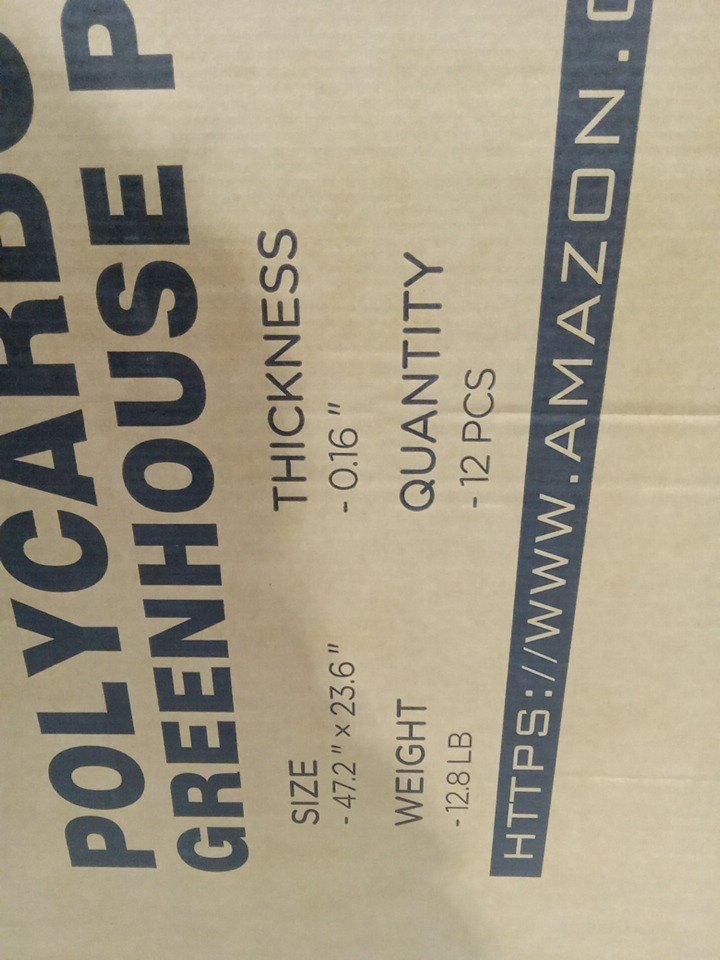 POLYCARBO
GREENHOUSE P
SIZE
- 47.2" x 23.6"
THICKNESS
- 0.16"
WEIGHT
- 12.8 LB
QUANTITY
- 12 PCS
HTTPS://WWW.AMAZON.C